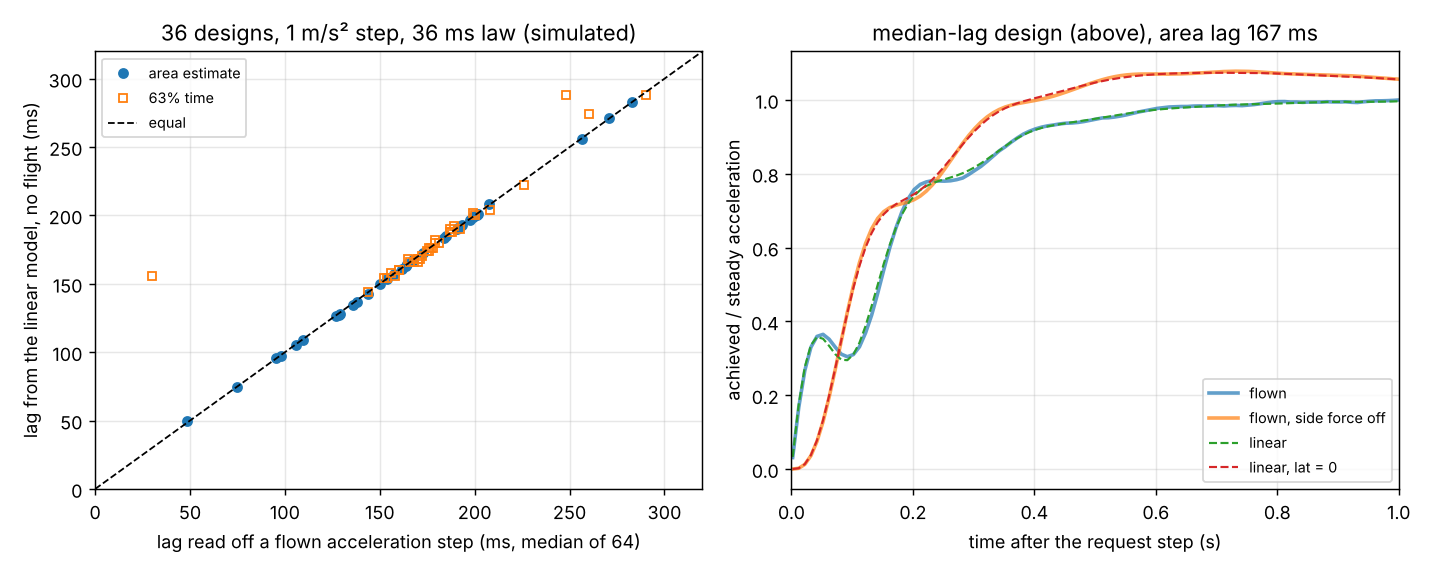 36 designs, 1 m/s² step, 36 ms law (simulated)
area estimate
63% time
equal
300
250
200
150
100
50
0
0 50 100 150 200 250 300
lag from the linear model, no flight (ms)
lag read off a flown acceleration step (ms, median of 64)
median-lag design (above), area lag 167 ms
1.0
0.8
0.6
0.4
0.2
0.0
0.0 0.2 0.4 0.6 0.8 1.0
achieved / steady acceleration
flown
flown, side force off
linear
linear, lat = 0
time after the request step (s)